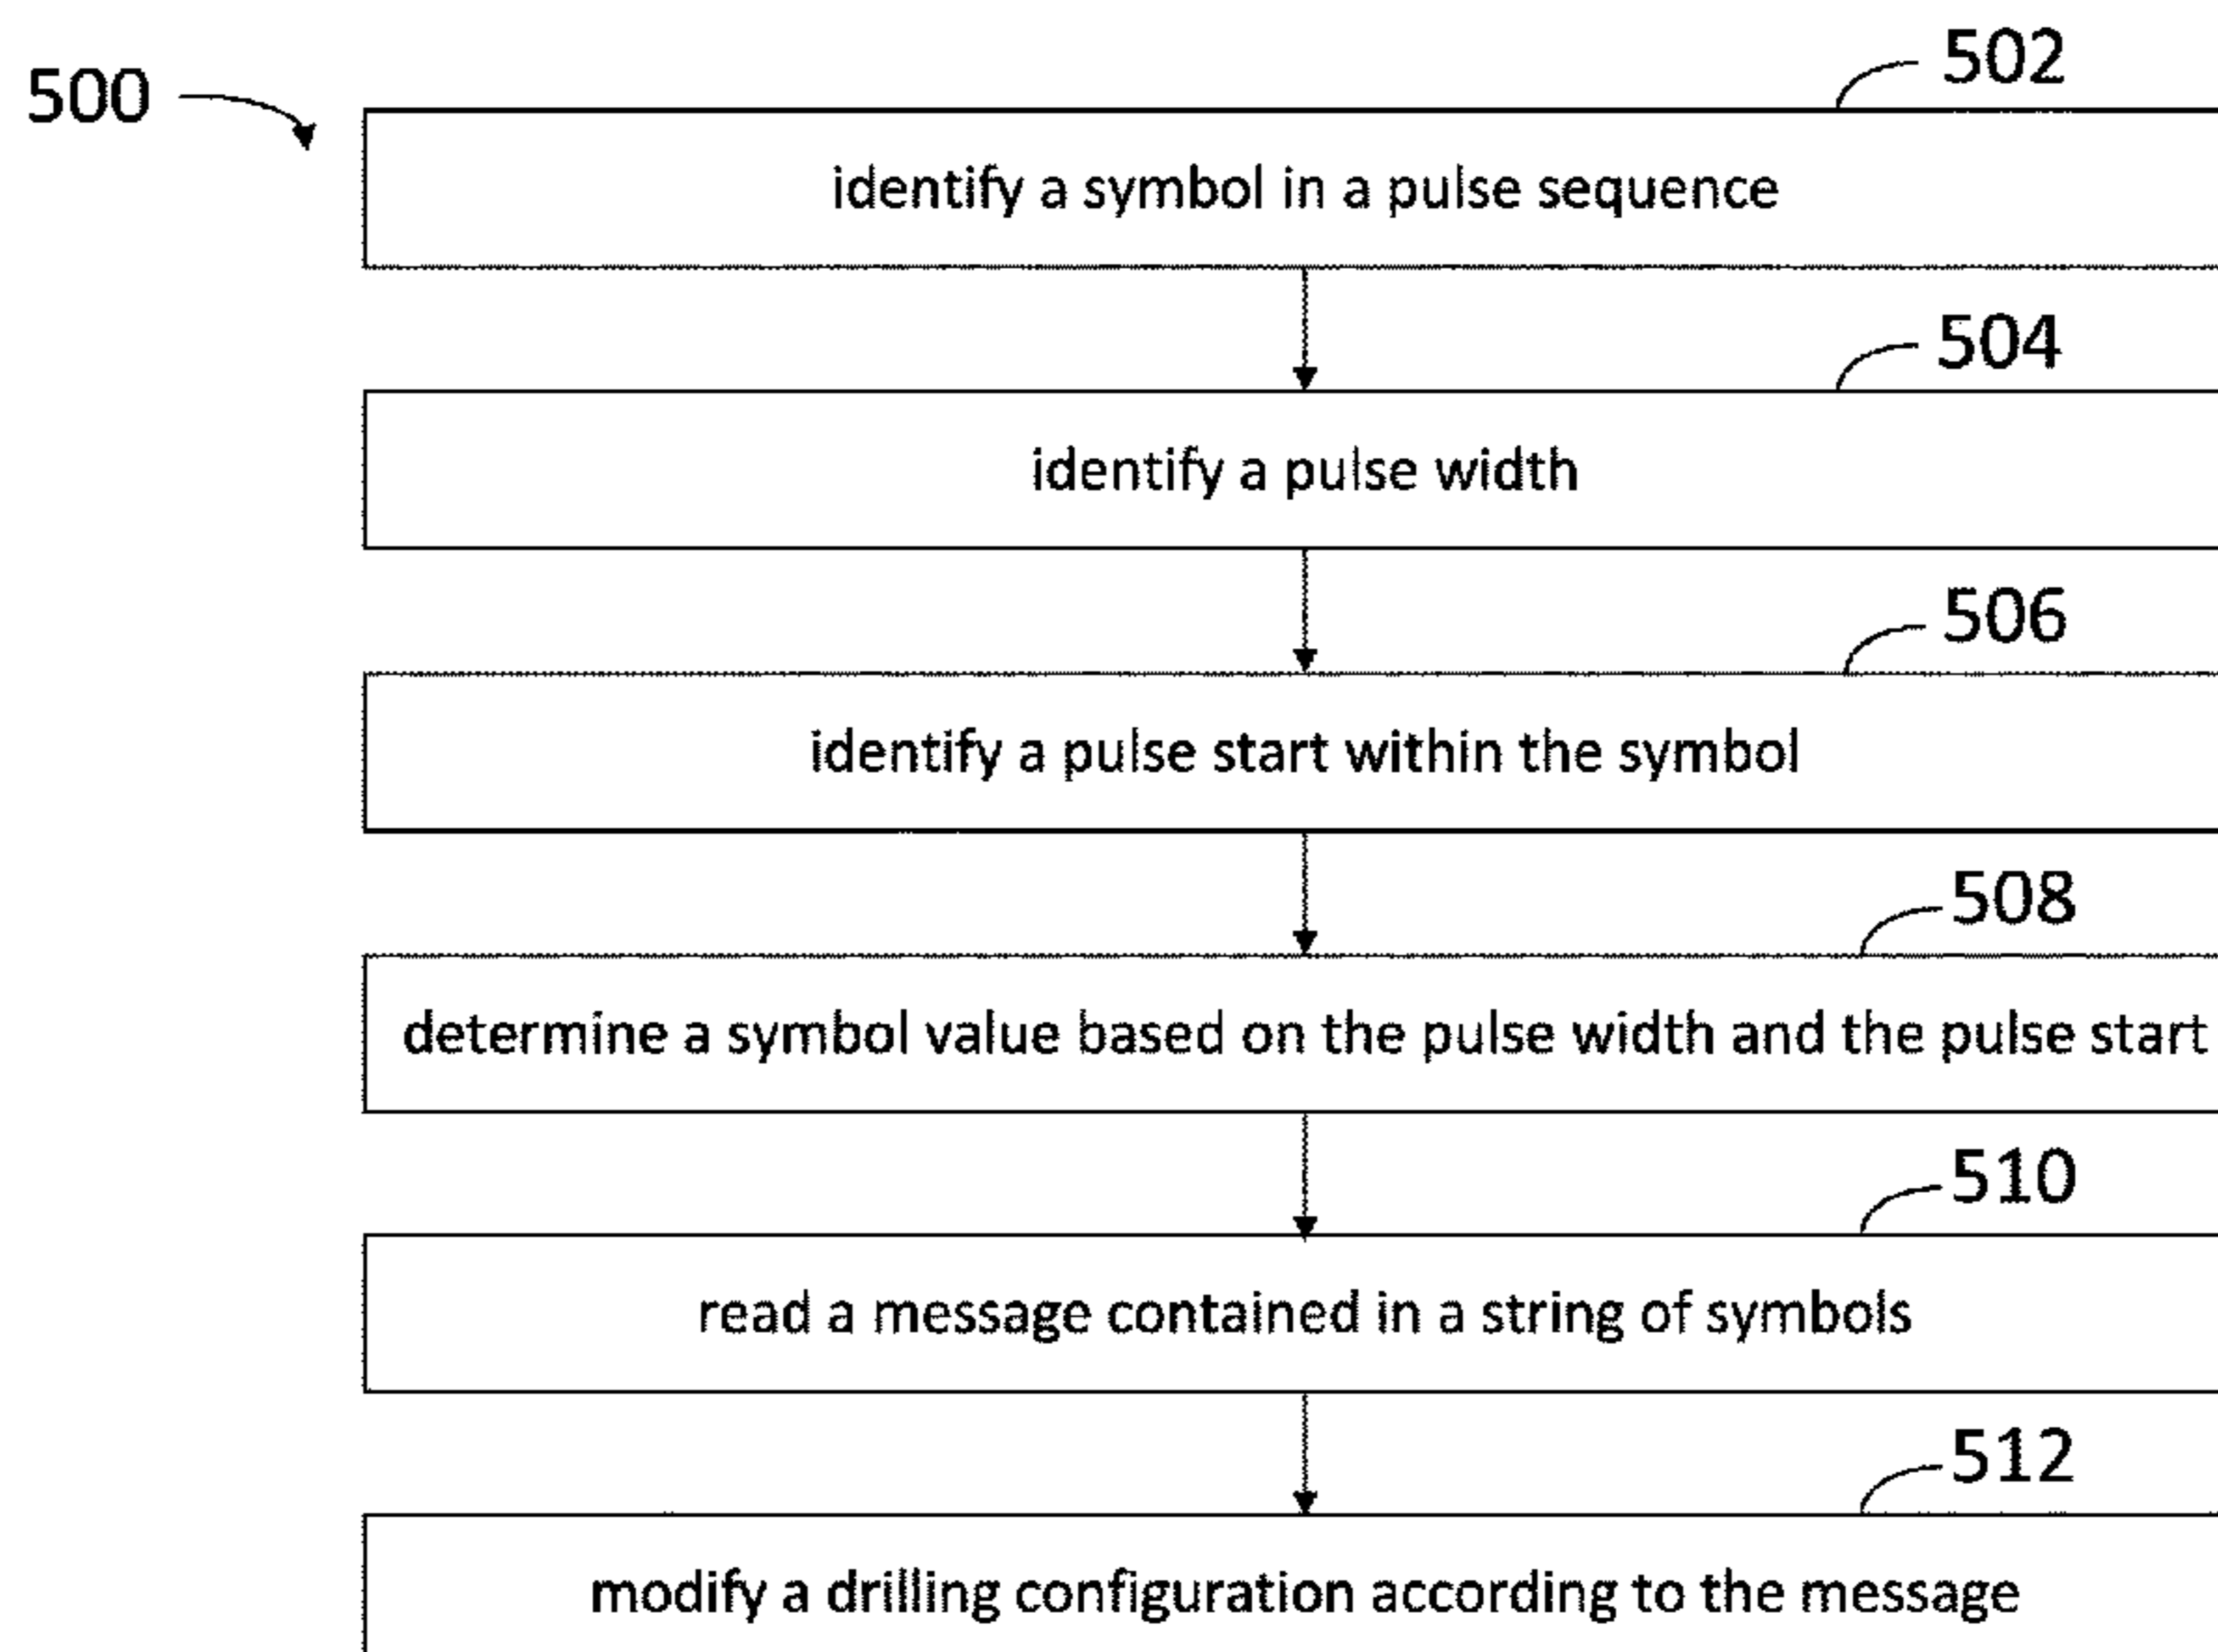 500
502
identify a symbol in a pulse sequence
504
identify a pulse width
506
identify a pulse start within the symbol
508
determine a symbol value based on the pulse width and the pulse start
510
read a message contained in a string of symbols
512
modify a drilling configuration according to the message